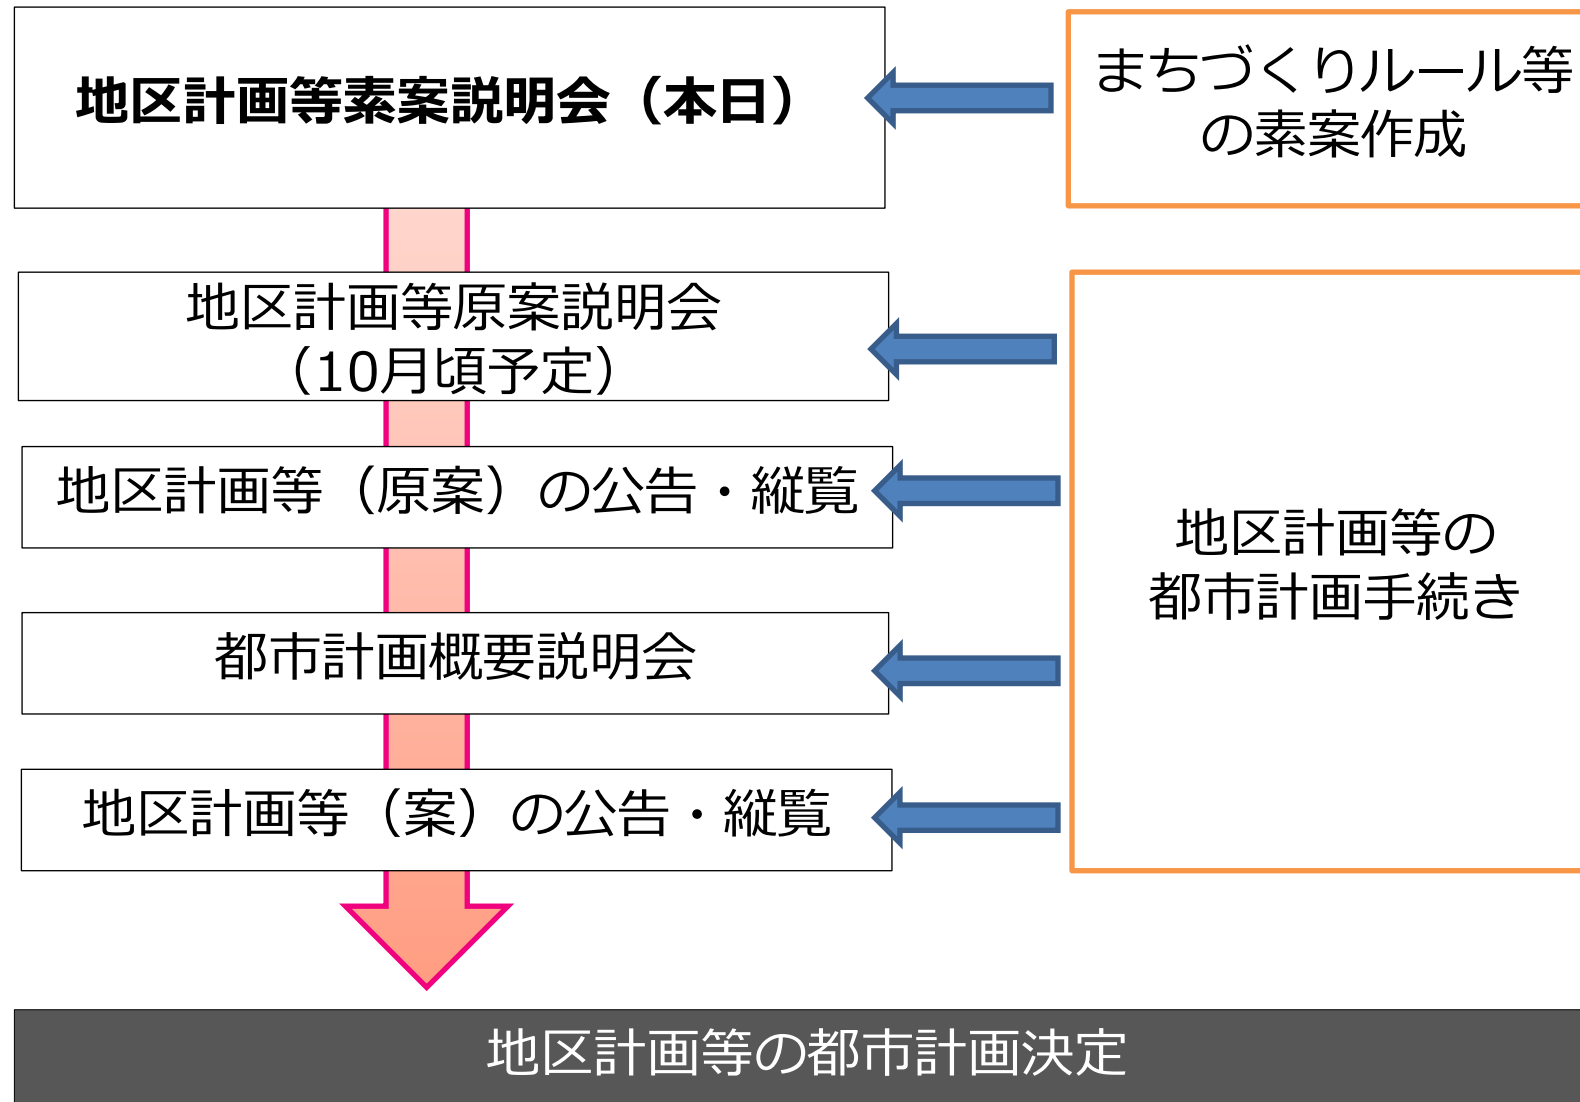 地区計画等素案説明会（本日）
まちづくりルール等
の素案作成
地区計画等原案説明会
（10月頃予定）
地区計画等（原案）の公告・縦覧
都市計画概要説明会
地区計画等（案）の公告・縦覧
地区計画等の
都市計画手続き
地区計画等の都市計画決定